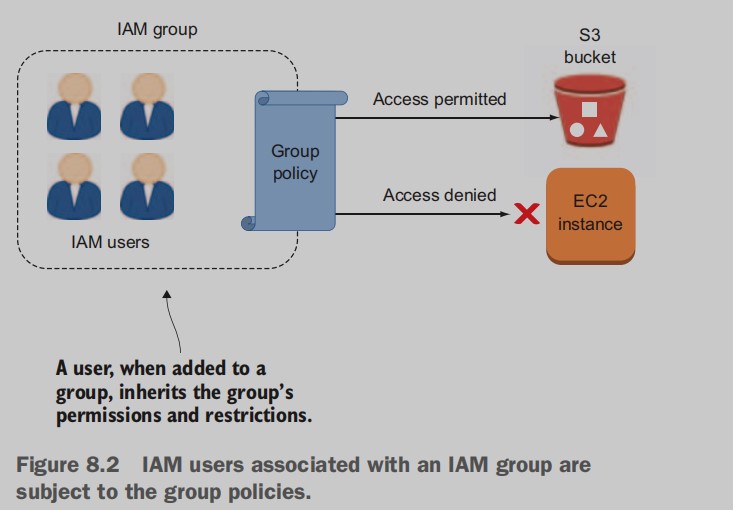 IAM group
S3
bucket
Access permitted
Group
policy
Access denied
EC2
instance
IAM users
A user, when added to a
group, inherits the group’s
permissions and restrictions.
Figure 8.2 IAM users associated with an IAM group are
subject to the group policies.